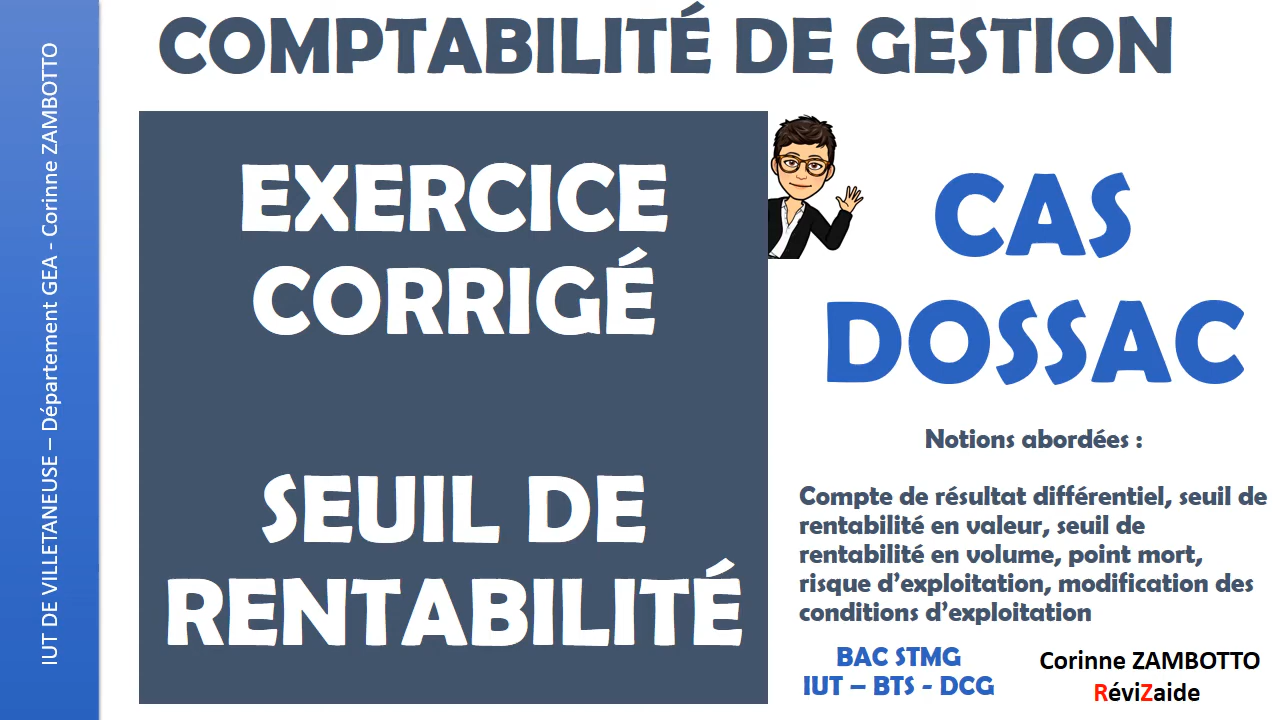 COMPTABILITÉ DE GESTION
IUT DE VILLETANEUSE – Département GEA - Corinne ZAMBOTTO
EXERCICE
CORRIGÉ
SEUIL DE
RENTABILITÉ
CAS
DOSSAC
Notions abordées :
Compte de résultat différentiel, seuil de
rentabilité en valeur, seuil de
rentabilité en volume, point mort,
risque d’exploitation, modification des
conditions d’exploitation
BAC STMG
IUT – BTS - DCG
Corinne ZAMBOTTO
RéviZaide